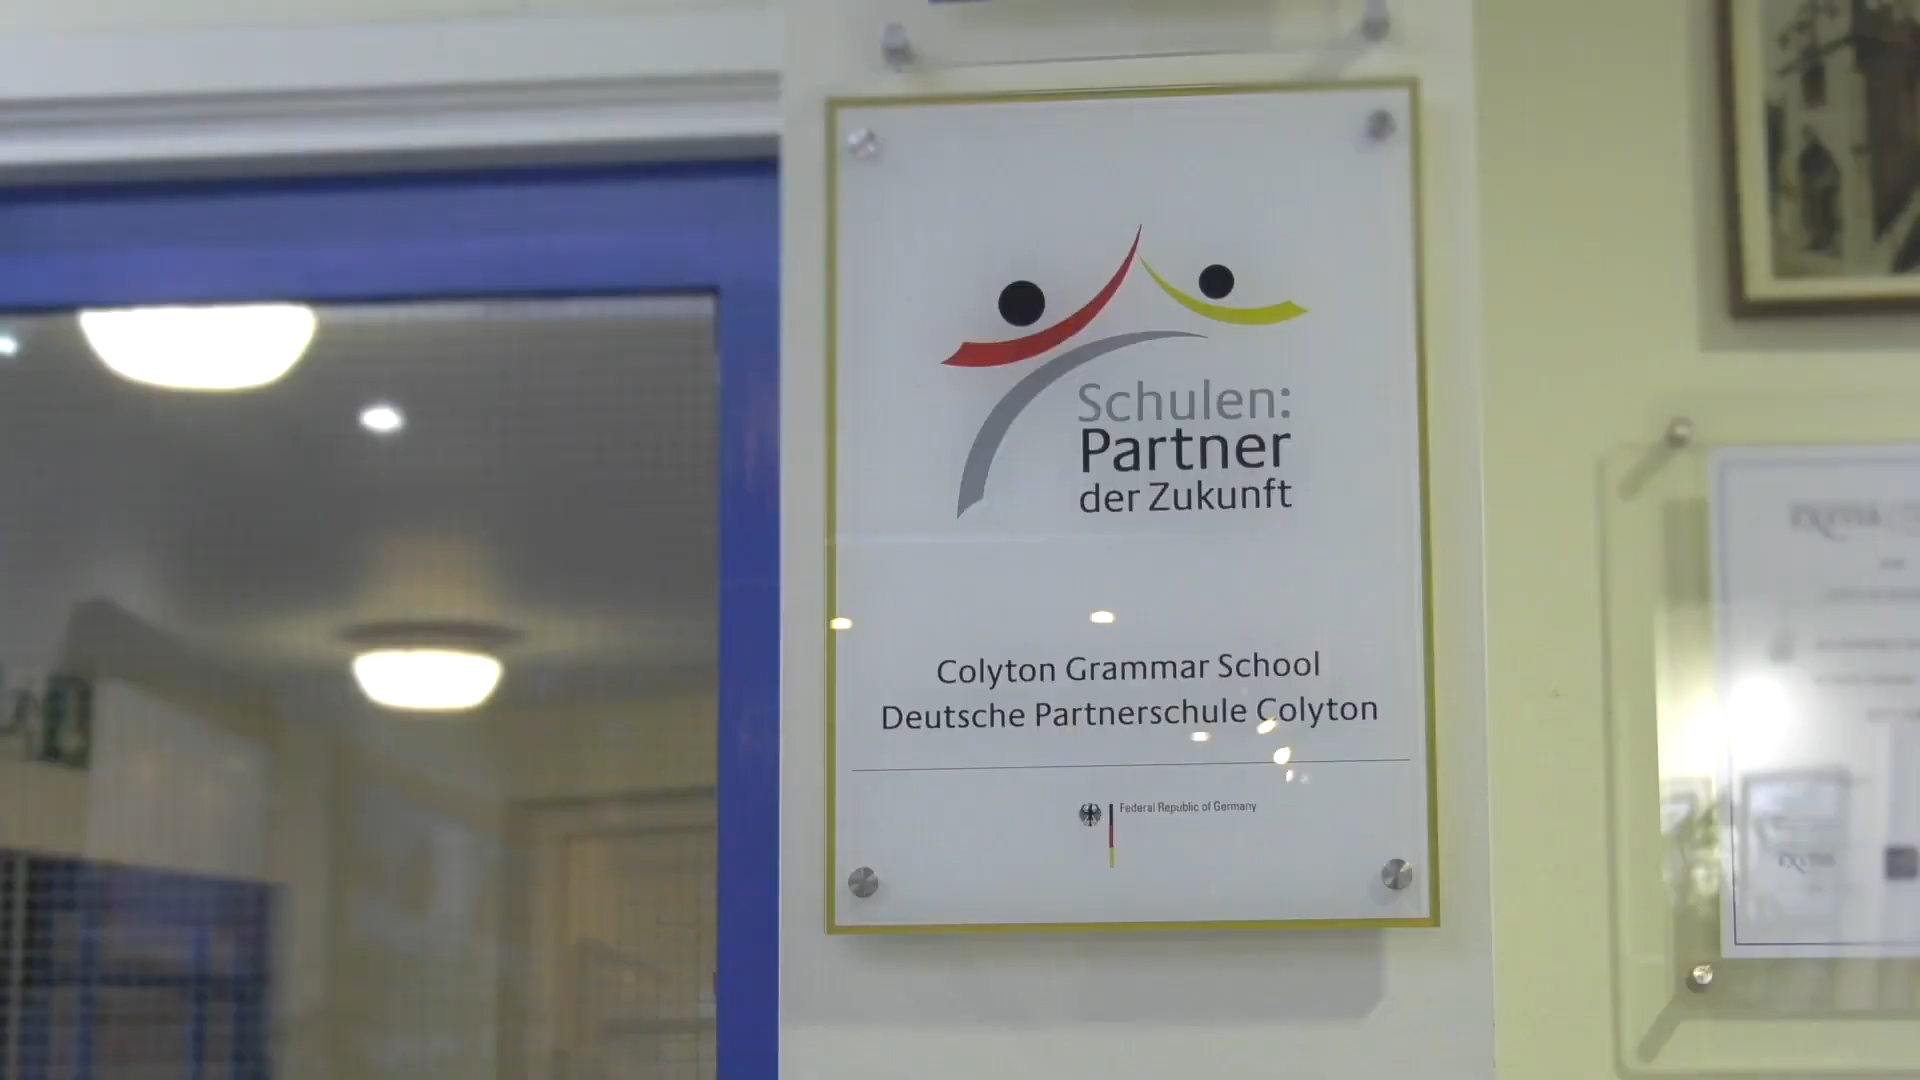 Schulen:
Partner
der Zukunft
Colyton Grammar School
Deutsche Partnerschule Colyton
Federal Republic of Germany